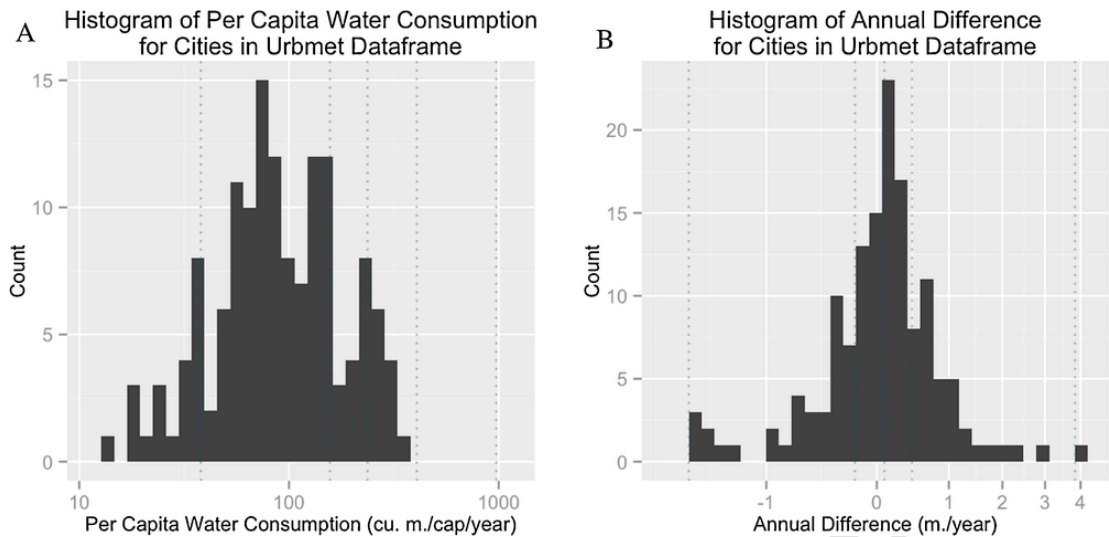 A
Histogram of Per Capita Water Consumption
for Cities in Urbmet Dataframe
15
10
5
0
Count
10 100 1000
Per Capita Water Consumption (cu. m./cap/year)
B
Histogram of Annual Difference
for Cities in Urbmet Dataframe
20
15
10
5
0
Count
-1 0 1 2 3 4
Annual Difference (m./year)